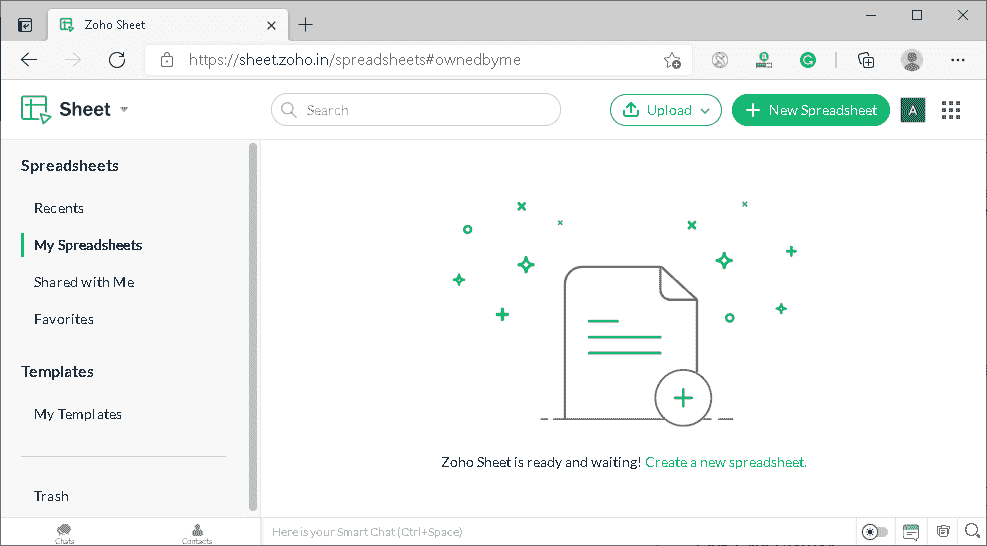 Zoho Sheet
https://sheet.zoho.in/spreadsheets#ownedbyme
Sheet
Search
Upload
New Spreadsheet
A
Spreadsheets
Recents
My Spreadsheets
Shared with Me
Favorites
Templates
My Templates
Trash
Zoho Sheet is ready and waiting! Create a new spreadsheet.
Chats
Contacts
Here is your Smart Chat (Ctrl+Space)